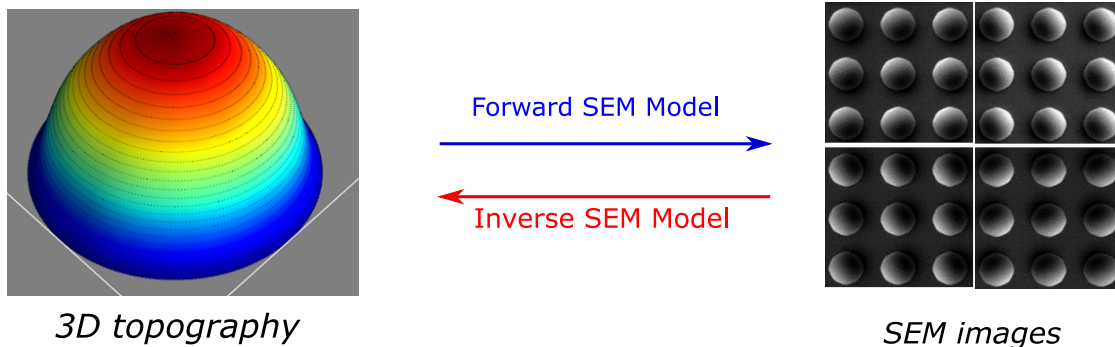 Forward SEM Model
Inverse SEM Model
3D topography
SEM images